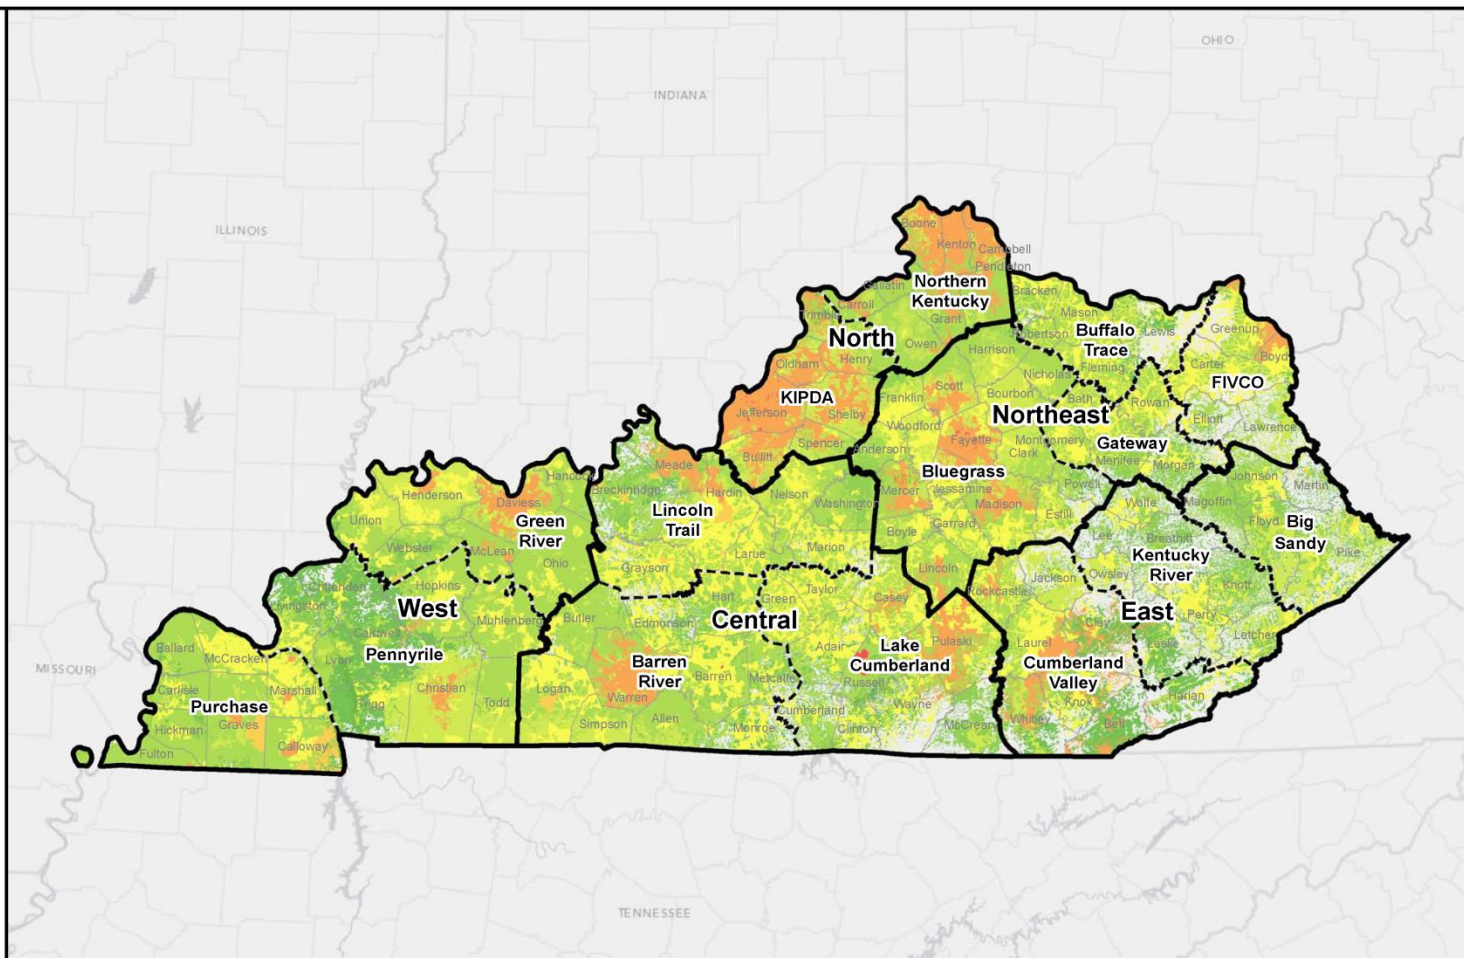 OHIO
INDIANA
ILLINOIS
MISSOURI
TENNESSEE
Boone
Kenton
Campbell
Pendleton
Gallatin
Northern
Kentucky
Carroll
Grant
Owen
Trimble
North
Henry
Oldham
KIPDA
Jefferson
Shelby
Spencer
Bullitt
Bracken
Mason
Robertson
Buffalo
Trace
Lewis
Fleming
Greenup
Boyd
Carter
FIVCO
Elliott
Lawrence
Harrison
Nicholas
Scott
Bourbon
Franklin
Northeast
Bath
Rowan
Woodford
Fayette
Montgomery
Clark
Gateway
Menifee
Morgan
Anderson
Bluegrass
Mercer
Jessamine
Madison
Powell
Estill
Boyle
Garrard
Lincoln
Johnson
Martin
Magoffin
Floyd
Big
Sandy
Pike
Wolfe
Lee
Breathitt
Kentucky
River
Owsley
Knott
Perry
Letcher
Leslie
East
Jackson
Rockcastle
Clay
Laurel
Cumberland
Valley
Knox
Whitley
Bell
Harlan
Meade
Hardin
Breckinridge
Nelson
Washington
Lincoln
Trail
Larue
Marion
Grayson
Hart
Green
Taylor
Casey
Butler
Edmonson
Central
Adair
Pulaski
Lake
Cumberland
Russell
Barren
River
Barren
Metcalfe
Warren
Logan
Simpson
Allen
Monroe
Cumberland
Clinton
Wayne
McCreary
Hancock
Henderson
Daviess
Green
River
Union
Webster
McLean
Ohio
Crittenden
Hopkins
Livingston
West
Muhlenberg
Caldwell
Pennyrile
Lyon
Christian
Todd
Trigg
Ballard
McCracken
Carlisle
Marshall
Purchase
Graves
Hickman
Calloway
Fulton